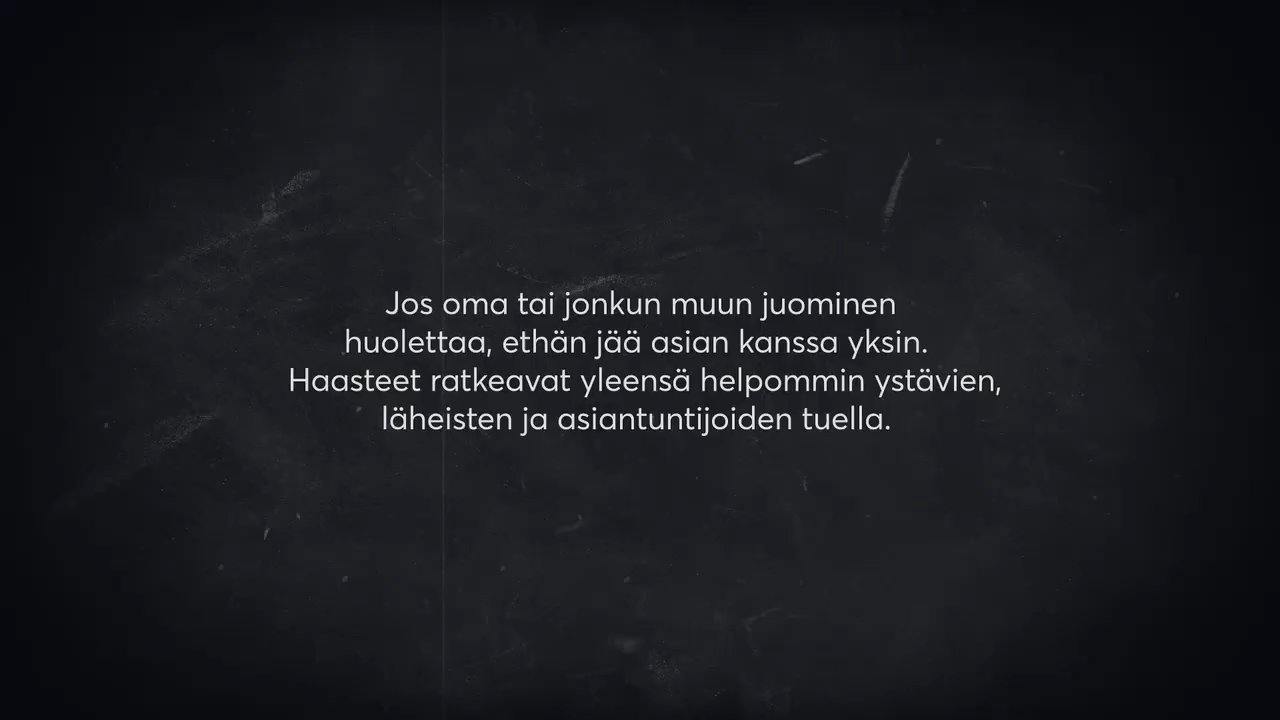 Jos oma tai jonkun muun juominen
huolettaa, ethän jää asian kanssa yksin.
Haasteet ratkeavat yleensä helpommin ystävien,
läheisten ja asiantuntijoiden tuella.